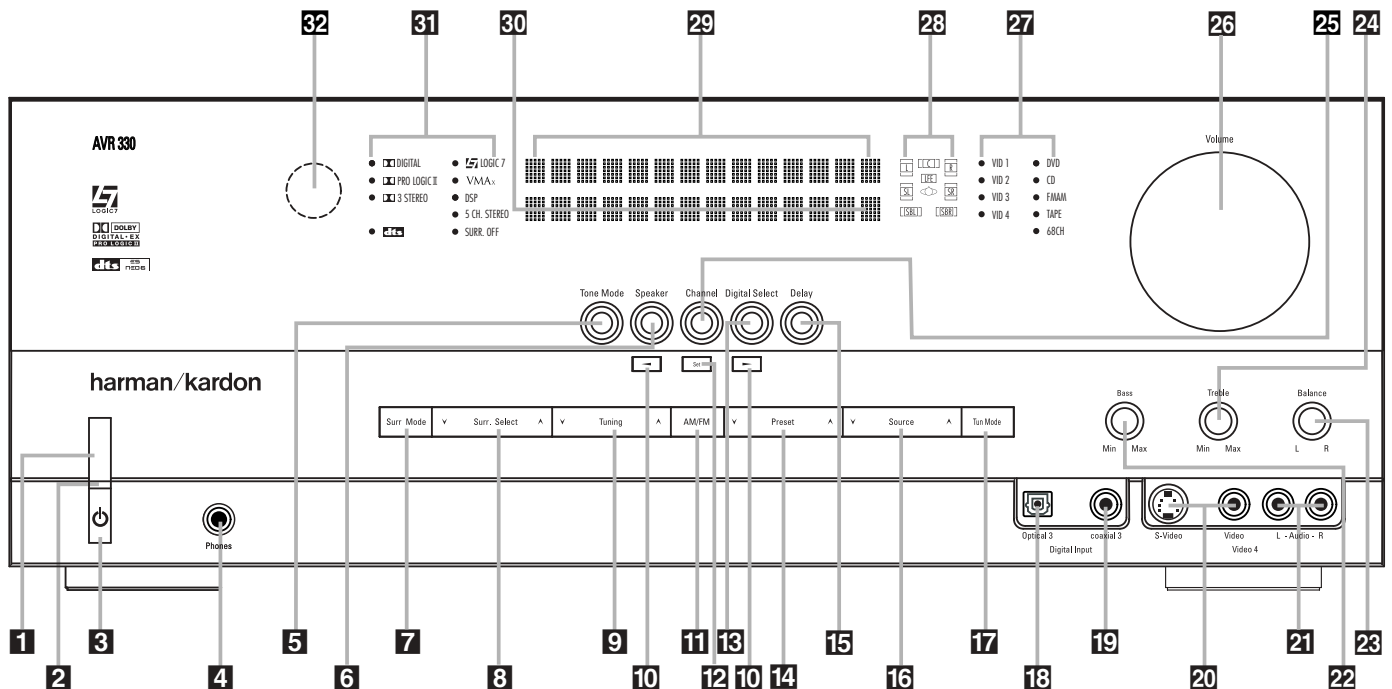 32 31 30 29 28 27 26 25 24
AVR 330
LOGIC7
DOLBY
DIGITAL·EX
PRO LOGIC II
dts ES
NEO:6
DIGITAL
PRO LOGIC II
3 STEREO
dts
LOGIC 7
VMAx
DSP
5 CH. STEREO
SURR. OFF
L C R
LFE
SL SR
SBL SBR
VID 1
VID 2
VID 3
VID 4
DVD
CD
FMAM
TAPE
68CH
Volume
Tone Mode Speaker Channel Digital Select Delay
Set
harman/kardon
Surr Mode Surr. Select Tuning AM/FM Preset Source Tun Mode
Bass Treble Balance
Min Max Min Max L R
Phones
Optical 3 coaxial 3 S-Video Video L - Audio - R
Digital Input Video 4
1 2 3 4 5 6 7 8 9 10 11 12 13 10 14 15 16 17 18 19 20 21 22 23